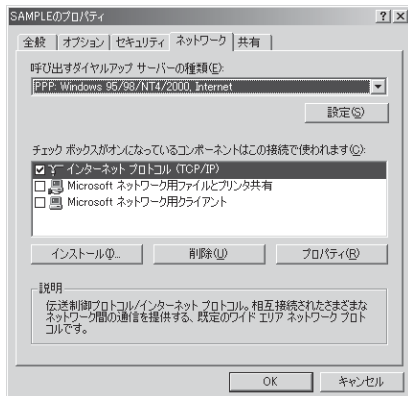 SAMPLEのプロパティ
全般 オプション セキュリティ ネットワーク 共有
呼び出すダイヤルアップ サーバーの種類(E):
PPP: Windows 95/98/NT4/2000, Internet
設定(S)
チェック ボックスがオンになっているコンポーネントはこの接続で使われます(C):
インターネット プロトコル (TCP/IP)
Microsoft ネットワーク用ファイルとプリンタ共有
Microsoft ネットワーク用クライアント
インストール(I)... 削除(U) プロパティ(R)
説明
伝送制御プロトコル/インターネット プロトコル。相互接続されたさまざまな
ネットワーク間の通信を提供する、既定のワイド エリア ネットワーク プロト
コルです。
OK キャンセル